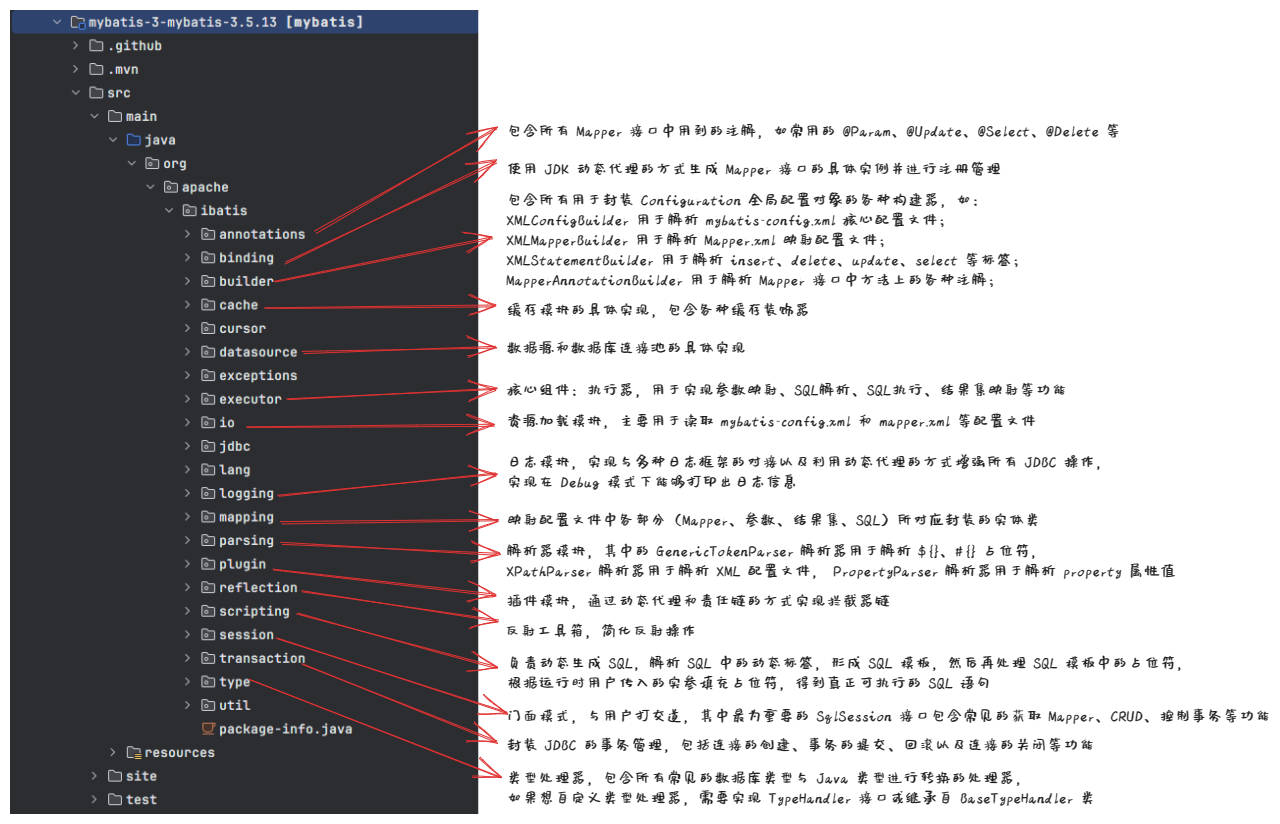 mybatis-3-mybatis-3.5.13 [mybatis]
.github
.mvn
src
main
java
org
apache
ibatis
annotations
binding
builder
cache
cursor
datasource
exceptions
executor
io
jdbc
lang
logging
mapping
parsing
plugin
reflection
scripting
session
transaction
type
util
package-info.java
resources
site
test
包含所有 Mapper 接口中用到的注解，如常用的 @Param、@Update、@Select、@Delete 等
使用 JDK 动态代理的方式生成 Mapper 接口的具体实例并进行注册管理
包含所有用于封装 Configuration 全局配置对象的各种构建器，如：
XMLConfigBuilder 用于解析 mybatis-config.xml 核心配置文件；
XMLMapperBuilder 用于解析 Mapper.xml 映射配置文件；
XMLStatementBuilder 用于解析 insert、delete、update、select 等标签；
MapperAnnotationBuilder 用于解析 Mapper 接口中方法上的各种注解；
缓存模块的具体实现，包含各种缓存装饰器
数据源和数据库连接池的具体实现
核心组件：执行器，用于实现参数映射、SQL解析、SQL执行、结果集映射等功能
资源加载模块，主要用于读取 mybatis-config.xml 和 mapper.xml 等配置文件
日志模块，实现与多种日志框架的对接以及利用动态代理的方式增强所有 JDBC 操作，
实现在 Debug 模式下能够打印出日志信息
映射配置文件中各部分（Mapper、参数、结果集、SQL）所对应封装的实体类
解析器模块，其中的 GenericTokenParser 解析器用于解析 ${}、#{} 占位符，
XPathParser 解析器用于解析 XML 配置文件， PropertyParser 解析器用于解析 property 属性值
插件模块，通过动态代理和责任链的方式实现拦截器链
反射工具箱，简化反射操作
负责动态生成 SQL，解析 SQL 中的动态标签，形成 SQL 模板，然后再处理 SQL 模板中的占位符，
根据运行时用户传入的实参填充占位符，得到真正可执行的 SQL 语句
门面模式，与用户打交道，其中最为重要的 SqlSession 接口包含常见的获取 Mapper、CRUD、控制事务等功能
封装 JDBC 的事务管理，包括连接的创建、事务的提交、回滚以及连接的关闭等功能
类型处理器，包含所有常见的数据库类型与 Java 类型进行转换的处理器，
如果想自定义类型处理器，需要实现 TypeHandler 接口或继承自 BaseTypeHandler 类